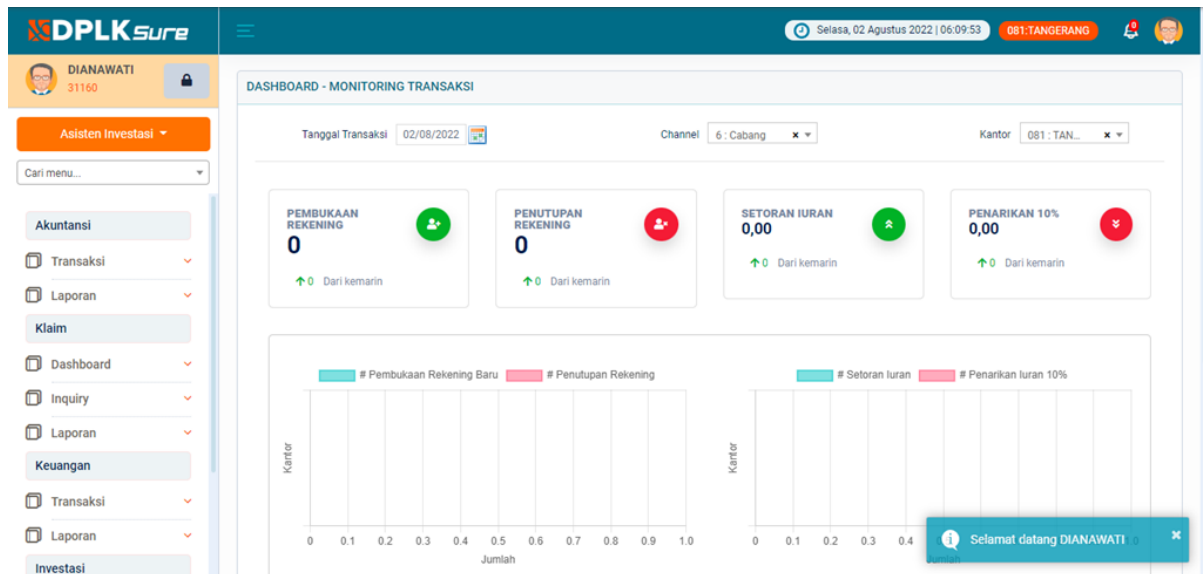 DPLK Sure
Selasa, 02 Agustus 2022 | 06:09:53
081:TANGERANG
DIANAWATI
31160
Asisten Investasi
Cari menu...
Akuntansi
Transaksi
Laporan
Klaim
Dashboard
Inquiry
Laporan
Keuangan
Transaksi
Laporan
Investasi
DASHBOARD - MONITORING TRANSAKSI
Tanggal Transaksi 02/08/2022
Channel 6 : Cabang x
Kantor 081 : TAN... x
PEMBUKAAN
REKENING
0
0 Dari kemarin
PENUTUPAN
REKENING
0
0 Dari kemarin
SETORAN IURAN
0,00
0 Dari kemarin
PENARIKAN 10%
0,00
0 Dari kemarin
# Pembukaan Rekening Baru # Penutupan Rekening
Kantor
0 0.1 0.2 0.3 0.4 0.5 0.6 0.7 0.8 0.9 1.0
Jumlah
# Setoran Iuran # Penarikan Iuran 10%
Kantor
0 0.1 0.2 0.3 0.4
Selamat datang DIANAWATI x